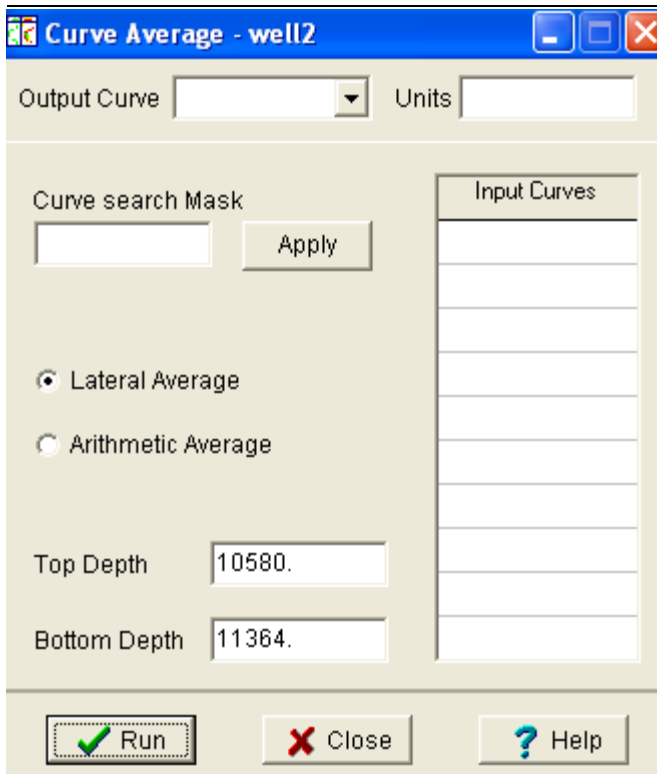 Curve Average - well2
Output Curve
Units
Curve search Mask
Apply
Input Curves
Lateral Average
Arithmetic Average
Top Depth 10580.
Bottom Depth 11364.
Run
Close
? Help